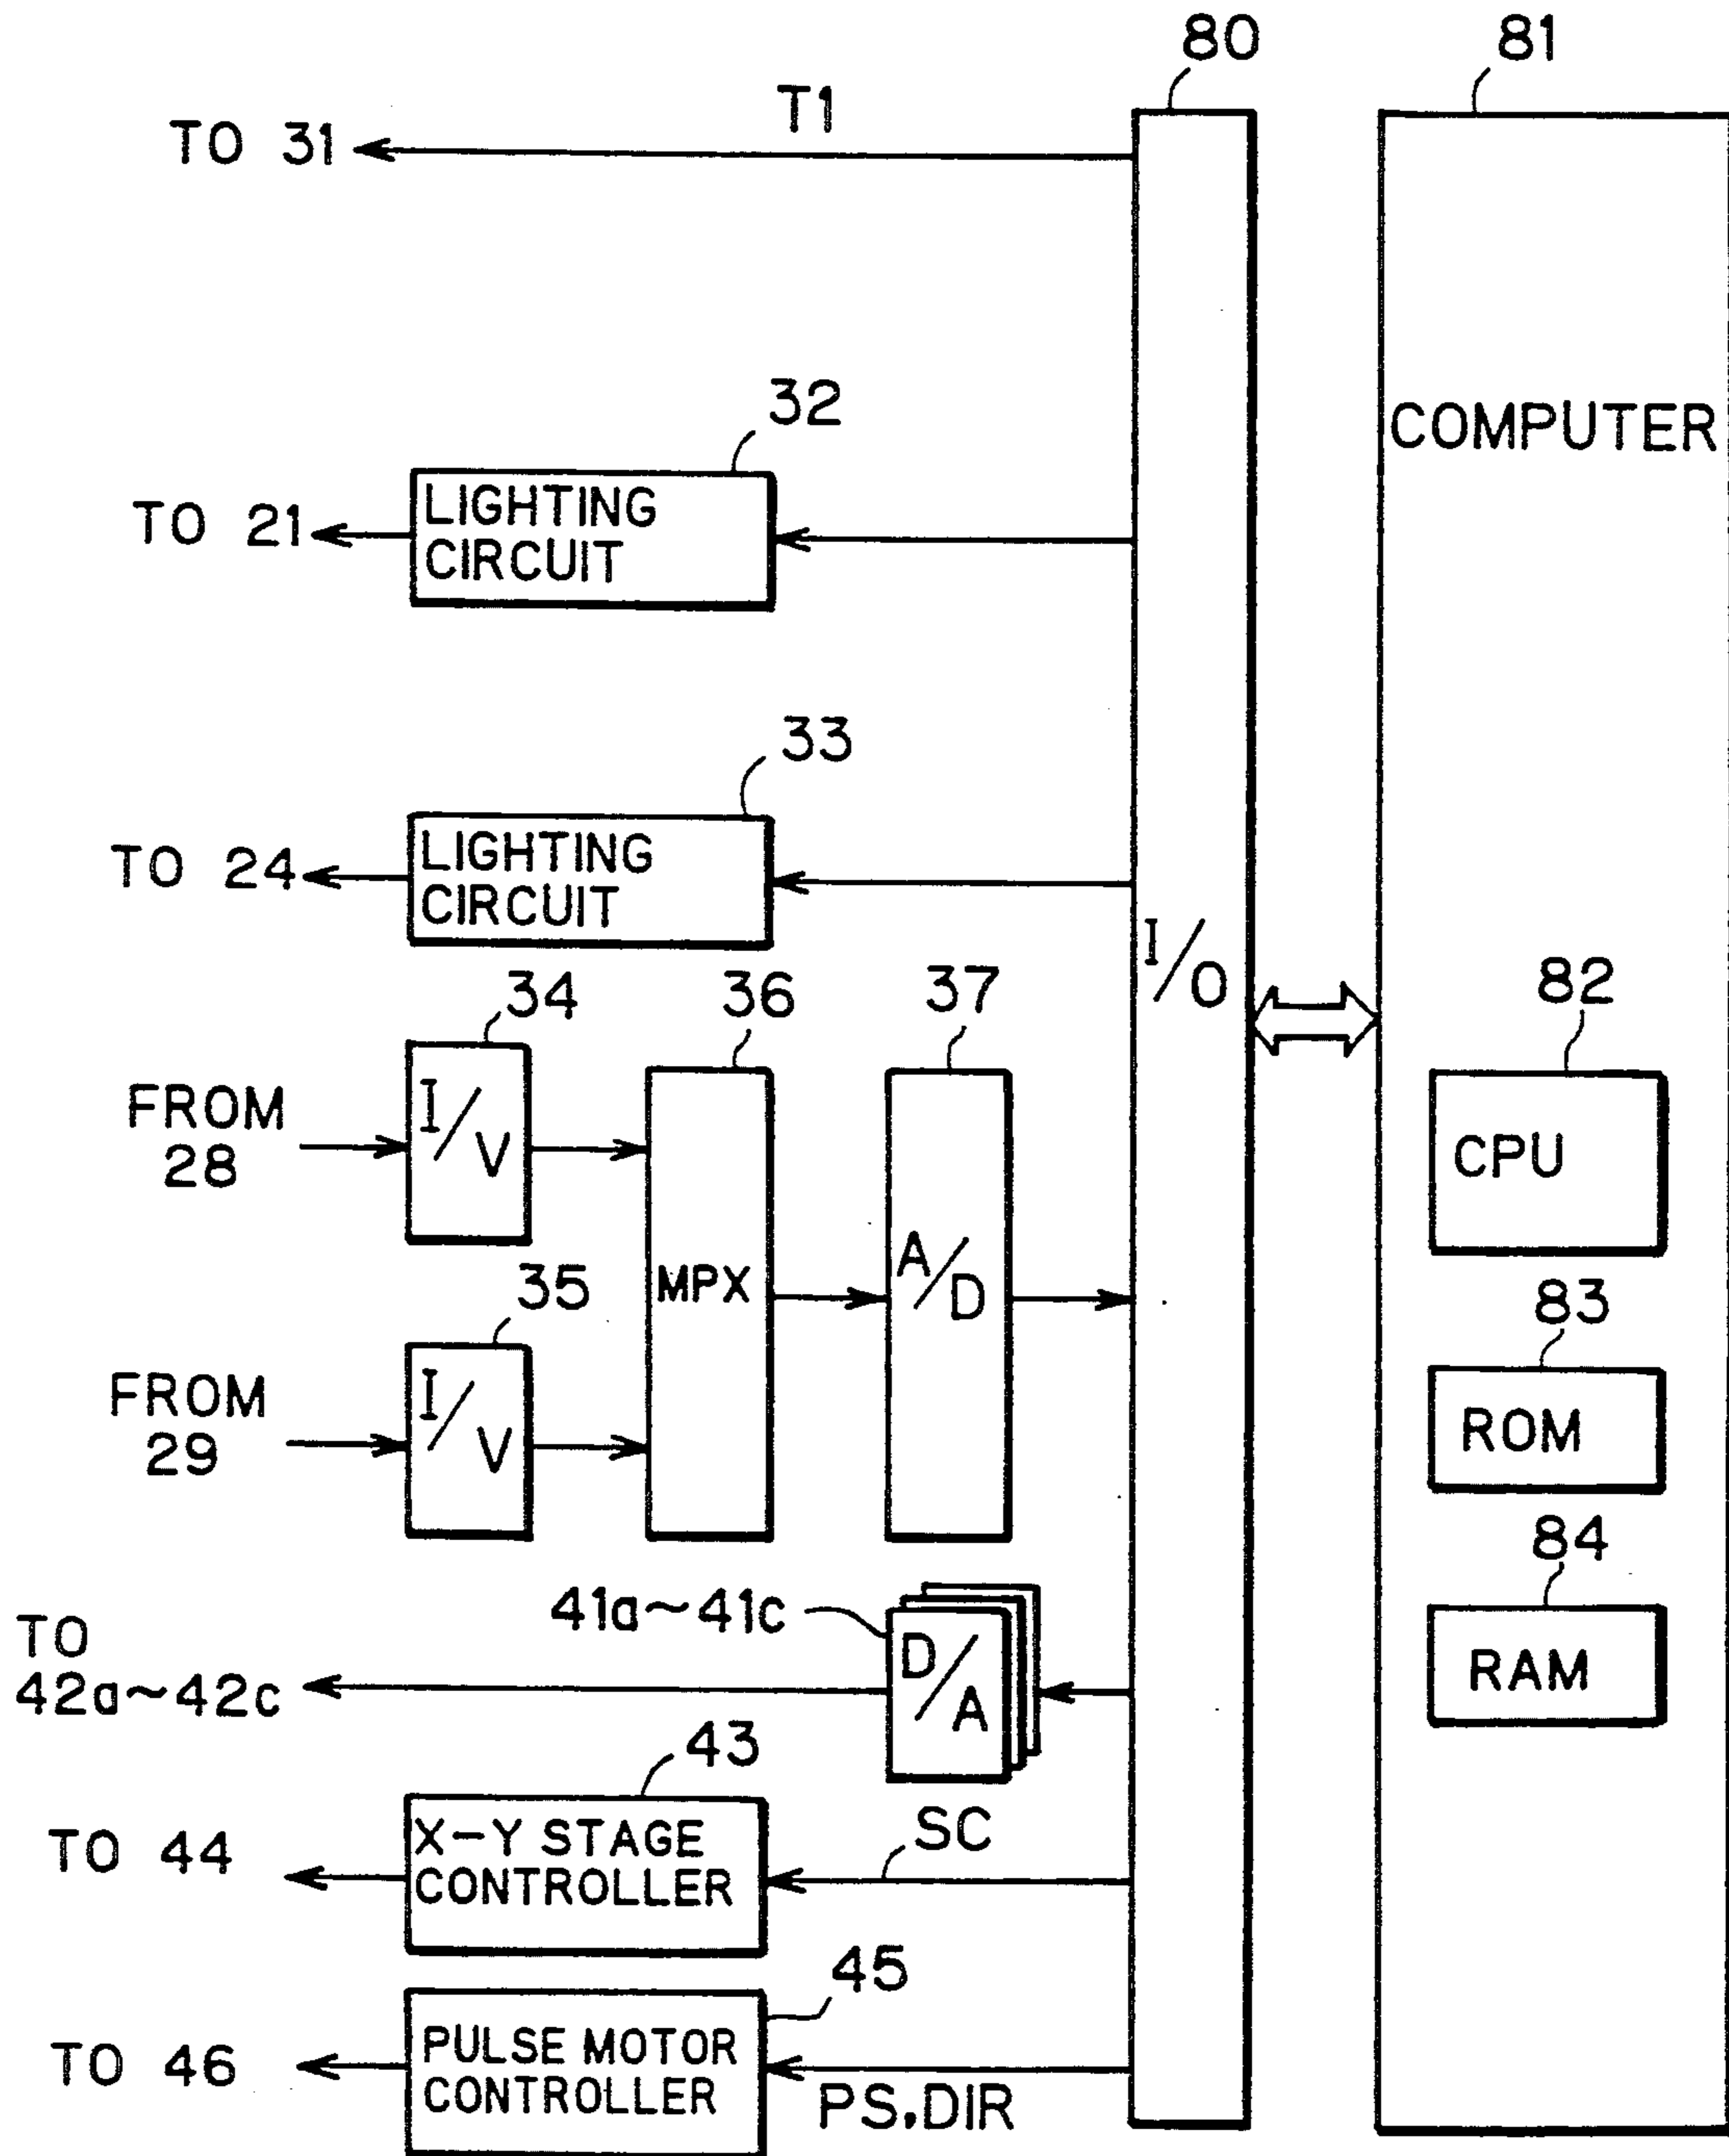 80
81
T1
TO 31
32
COMPUTER
TO 21
LIGHTING
CIRCUIT
33
TO 24
LIGHTING
CIRCUIT
I/O
34
36
37
82
FROM
28
I/V
CPU
MPX
A/D
35
83
FROM
29
I/V
ROM
84
41a~41c
TO
42a~42c
D/A
RAM
43
SC
TO 44
X-Y STAGE
CONTROLLER
45
TO 46
PULSE MOTOR
CONTROLLER
PS.DIR